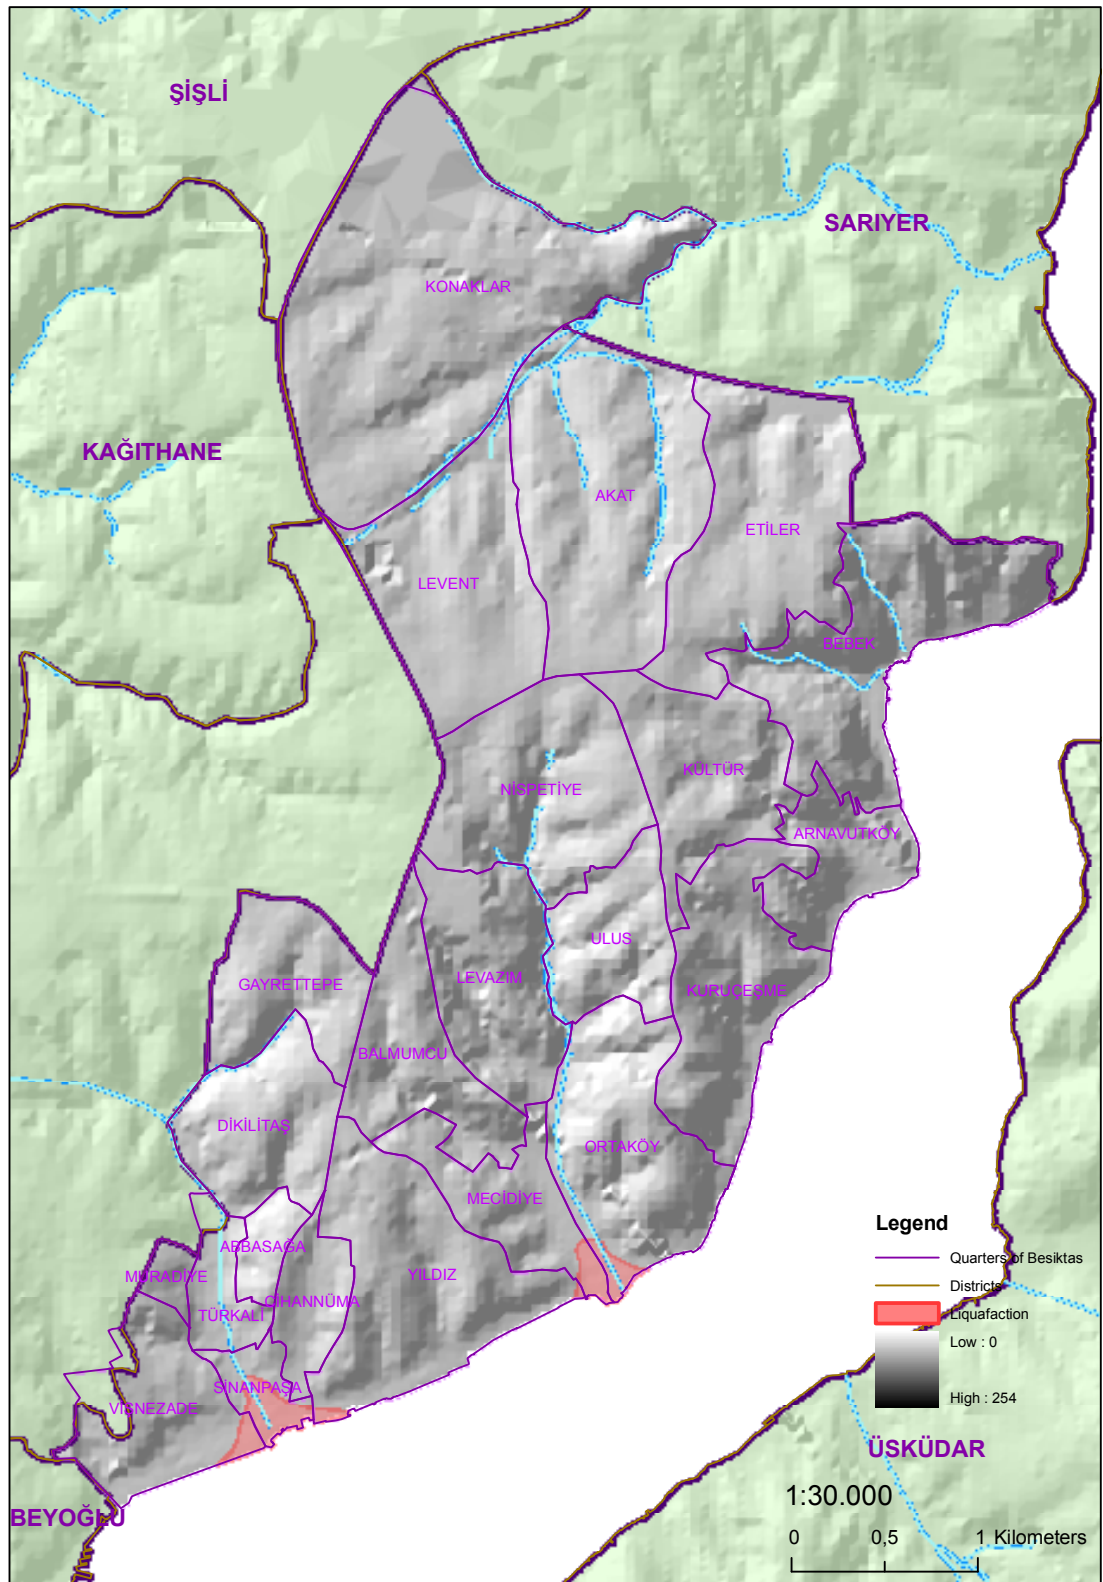 ŞİŞLİ
SARIYER
KONAKLAR
KAĞITHANE
AKAT
ETİLER
LEVENT
BEBEK
KÜLTÜR
NİSPETİYE
ARNAVUTKÖY
ULUS
LEVAZIM
GAYRETTEPE
KURUÇEŞME
BALMUMCU
DİKİLİTAŞ
ORTAKÖY
MECİDİYE
Legend
ABBASAĞA
Quarters of Besiktas
MURADİYE
YILDIZ
Districts
CİHANNÜMA
TÜRKALİ
Liquafaction
Low : 0
SİNANPAŞA
High : 254
VİŞNEZADE
ÜSKÜDAR
1:30.000
BEYOĞLU
0 0,5 1 Kilometers